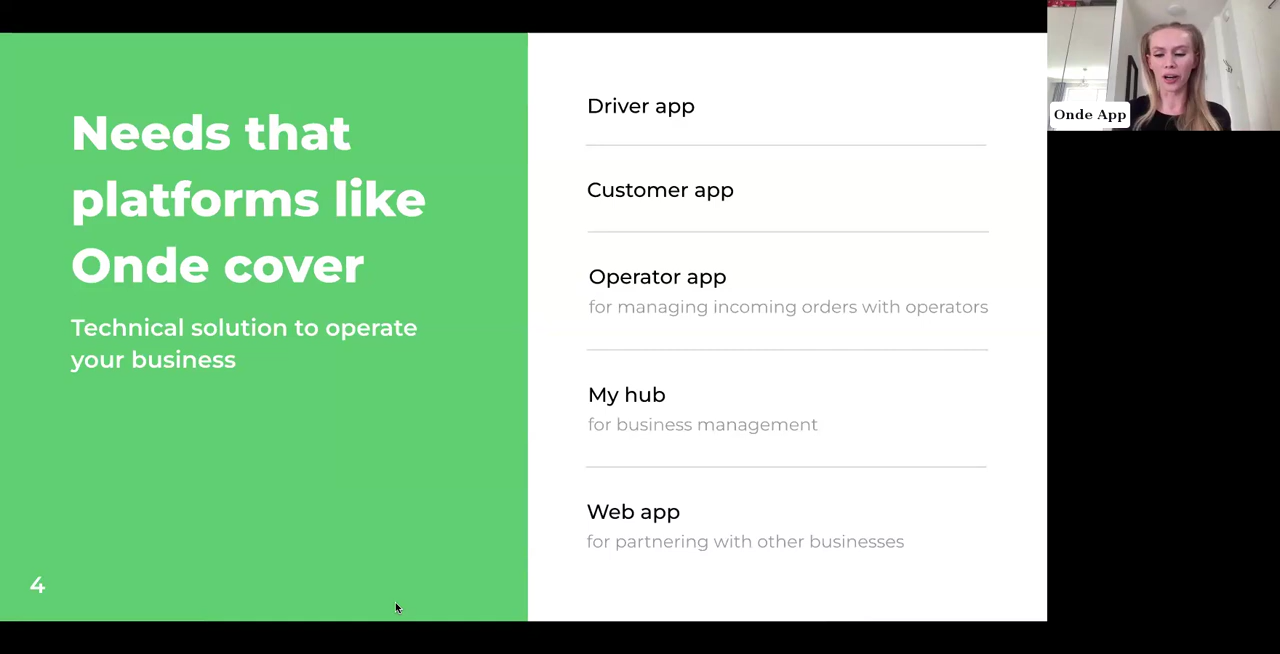 Needs that
platforms like
Onde cover
Technical solution to operate
your business
4
Driver app
Customer app
Operator app
for managing incoming orders with operators
My hub
for business management
Web app
for partnering with other businesses
Onde App